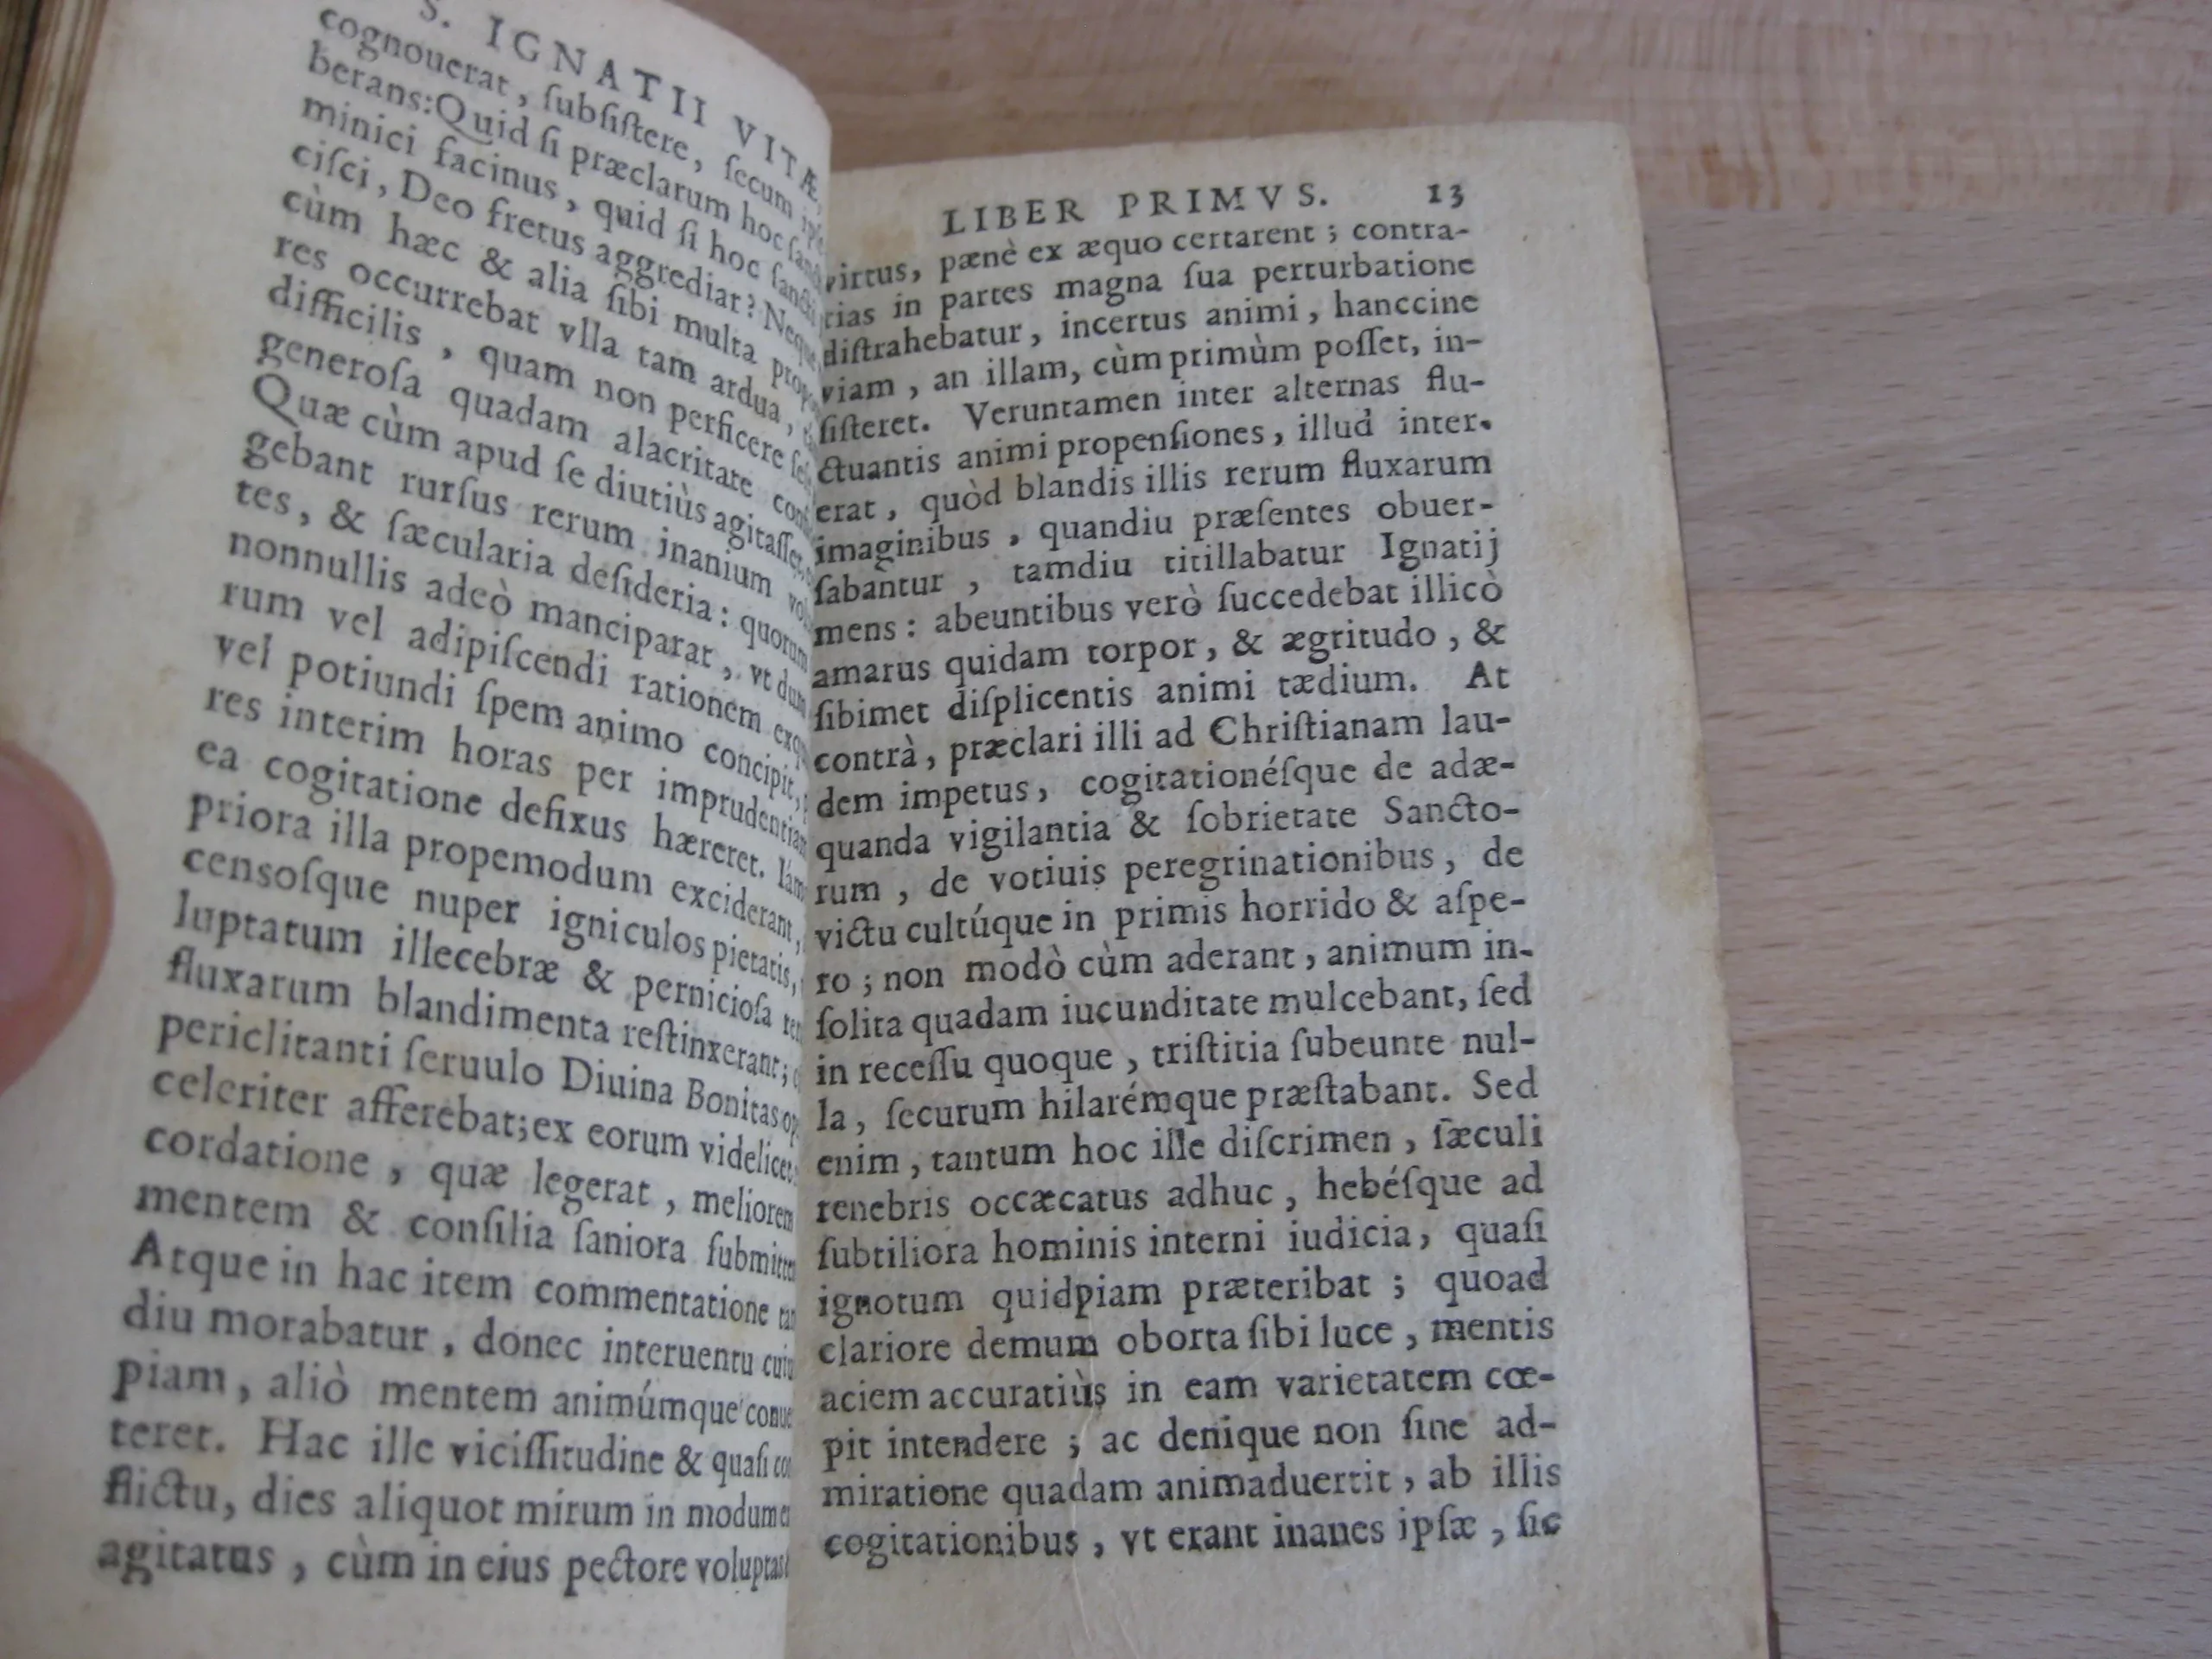 S. IGNATII VITÆ,
cognouerat, ſubſiſtere, ſecum ipſe
berans: Quid ſi præclarum hoc
minici facinus, quid ſi hoc
ciſci, Deo fretus aggrediar? Neque
cùm hæc & alia ſibi multa
res occurrebat vlla tam ardua,
difficilis, quam non perficere
generoſa quadam alacritate
Quæ cùm apud ſe diutiùs agitaſſet,
gebant rurſus rerum inanium
tes, & ſæcularia deſideria: quorum
nonnullis adeò manciparat, vt dum
rum vel adipiſcendi rationem
vel potiundi ſpem animo concipit,
res interim horas per imprudentiam
ea cogitatione defixus hæreret. Iam
priora illa propemodum exciderant,
cenſoſque nuper igniculos pietatis,
luptatum illecebræ & pernicioſa
fluxarum blandimenta reſtinxerant;
periclitanti ſeruulo Diuina Bonitas
celeriter afferebat; ex eorum videlicet
cordatione, quæ legerat, meliorem
mentem & conſilia ſaniora
Atque in hac item commentatione
diu morabatur, donec interuentu
piam, aliò mentem animúmque
teret. Hac ille viciſſitudine & quaſi
flictu, dies aliquot mirum in modum
agitatus, cùm in eius pectore voluptas
LIBER PRIMVS. 13
virtus, pænè ex æquo certarent; contra-
rias in partes magna ſua perturbatione
diſtrahebatur, incertus animi, hanccine
viam, an illam, cùm primùm poſſet, in-
ſiſteret. Veruntamen inter alternas flu-
ctuantis animi propenſiones, illud inter-
erat, quòd blandis illis rerum fluxarum
imaginibus, quandiu præſentes obuer-
ſabantur, tamdiu titillabatur Ignatij
mens: abeuntibus verò ſuccedebat illicò
amarus quidam torpor, & ægritudo, &
ſibimet diſplicentis animi tædium. At
contrà, præclari illi ad Chriſtianam lau-
dem impetus, cogitationéſque de adæ-
quanda vigilantia & ſobrietate Sancto-
rum, de votiuis peregrinationibus, de
victu cultúque in primis horrido & aſpe-
ro; non modò cùm aderant, animum in-
ſolita quadam iucunditate mulcebant, ſed
in receſſu quoque, triſtitia ſubeunte nul-
la, ſecurum hilarémque præſtabant. Sed
enim, tantum hoc ille diſcrimen, ſæculi
tenebris occæcatus adhuc, hebéſque ad
ſubtiliora hominis interni iudicia, quaſi
ignotum quidpiam præteribat; quoad
clariore demum oborta ſibi luce, mentis
aciem accuratiùs in eam varietatem cœ-
pit intendere; ac denique non ſine ad-
miratione quadam animaduertit, ab illis
cogitationibus, vt erant inanes ipſæ, ſic